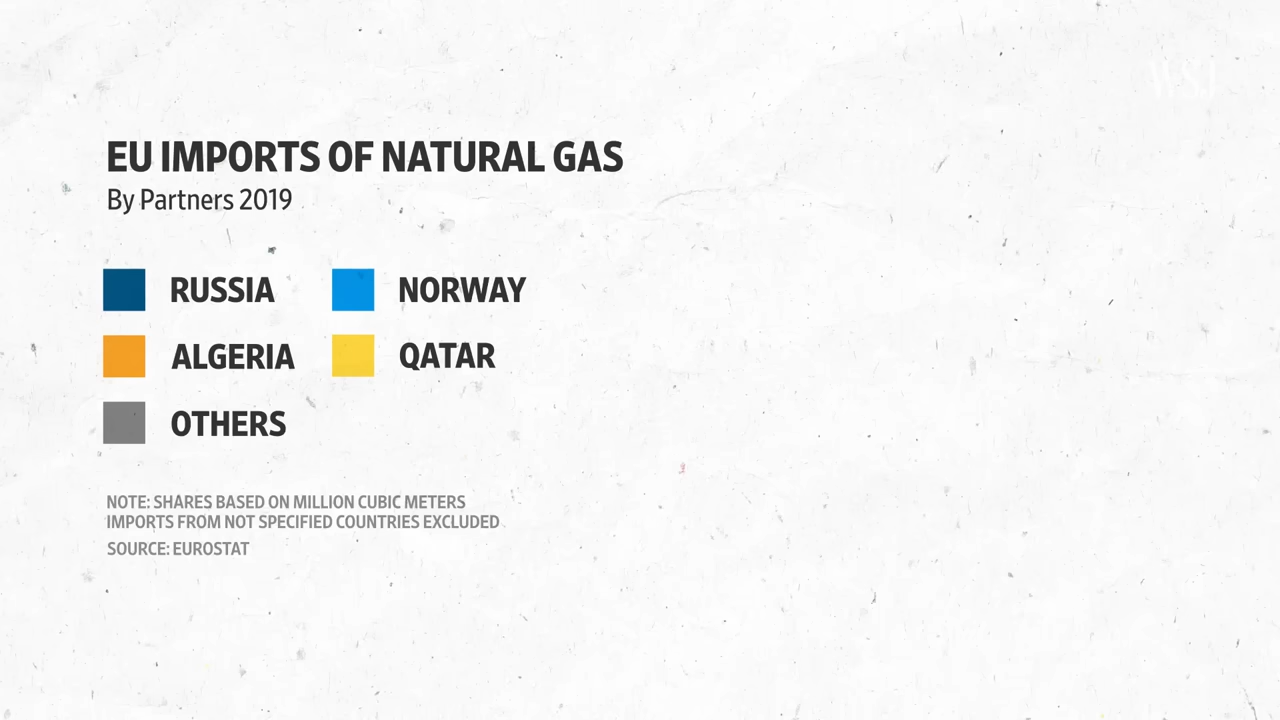 WSJ
EU IMPORTS OF NATURAL GAS
By Partners 2019
RUSSIA
NORWAY
ALGERIA
QATAR
OTHERS
NOTE: SHARES BASED ON MILLION CUBIC METERS
IMPORTS FROM NOT SPECIFIED COUNTRIES EXCLUDED
SOURCE: EUROSTAT